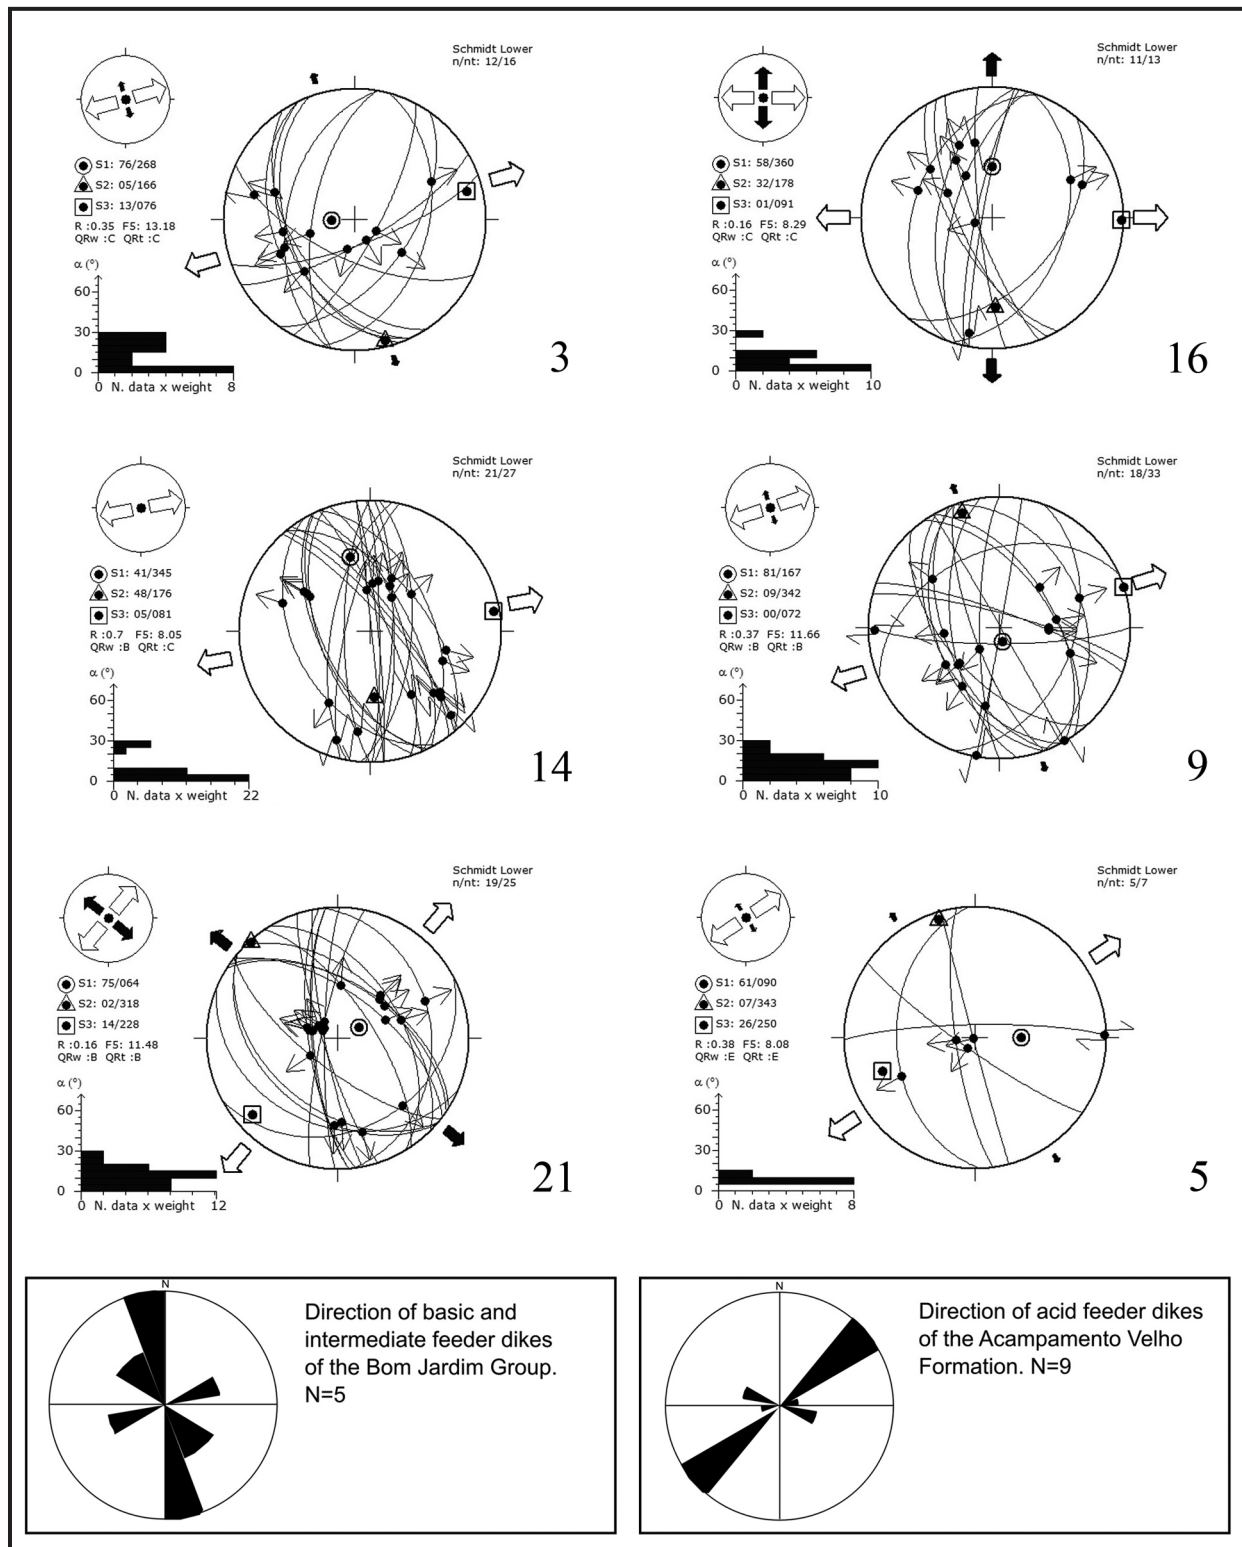 Schmidt Lower
n/nt: 12/16
S1: 76/268
S2: 05/166
S3: 13/076
R :0.35 F5: 13.18
QRw :C QRt :C
α (°)
60
30
0
0 N. data x weight 8
3
Schmidt Lower
n/nt: 11/13
S1: 58/360
S2: 32/178
S3: 01/091
R :0.16 F5: 8.29
QRw :C QRt :C
α (°)
60
30
0
0 N. data x weight 10
16
Schmidt Lower
n/nt: 21/27
S1: 41/345
S2: 48/176
S3: 05/081
R :0.7 F5: 8.05
QRw :B QRt :C
α (°)
60
30
0
0 N. data x weight 22
14
Schmidt Lower
n/nt: 18/33
S1: 81/167
S2: 09/342
S3: 00/072
R :0.37 F5: 11.66
QRw :B QRt :B
α (°)
60
30
0
0 N. data x weight 10
9
Schmidt Lower
n/nt: 19/25
S1: 75/064
S2: 02/318
S3: 14/228
R :0.16 F5: 11.48
QRw :B QRt :B
α (°)
60
30
0
0 N. data x weight 12
21
Schmidt Lower
n/nt: 5/7
S1: 61/090
S2: 07/343
S3: 26/250
R :0.38 F5: 8.08
QRw :E QRt :E
α (°)
60
30
0
0 N. data x weight 8
5
N
Direction of basic and
intermediate feeder dikes
of the Bom Jardim Group.
N=5
N
Direction of acid feeder dikes
of the Acampamento Velho
Formation. N=9